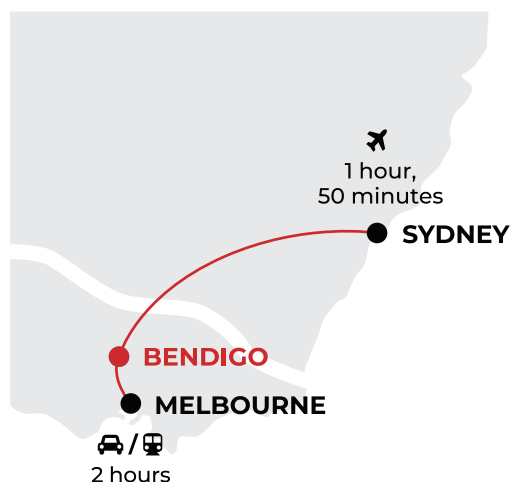 1 hour,
50 minutes
SYDNEY
BENDIGO
MELBOURNE
/
2 hours